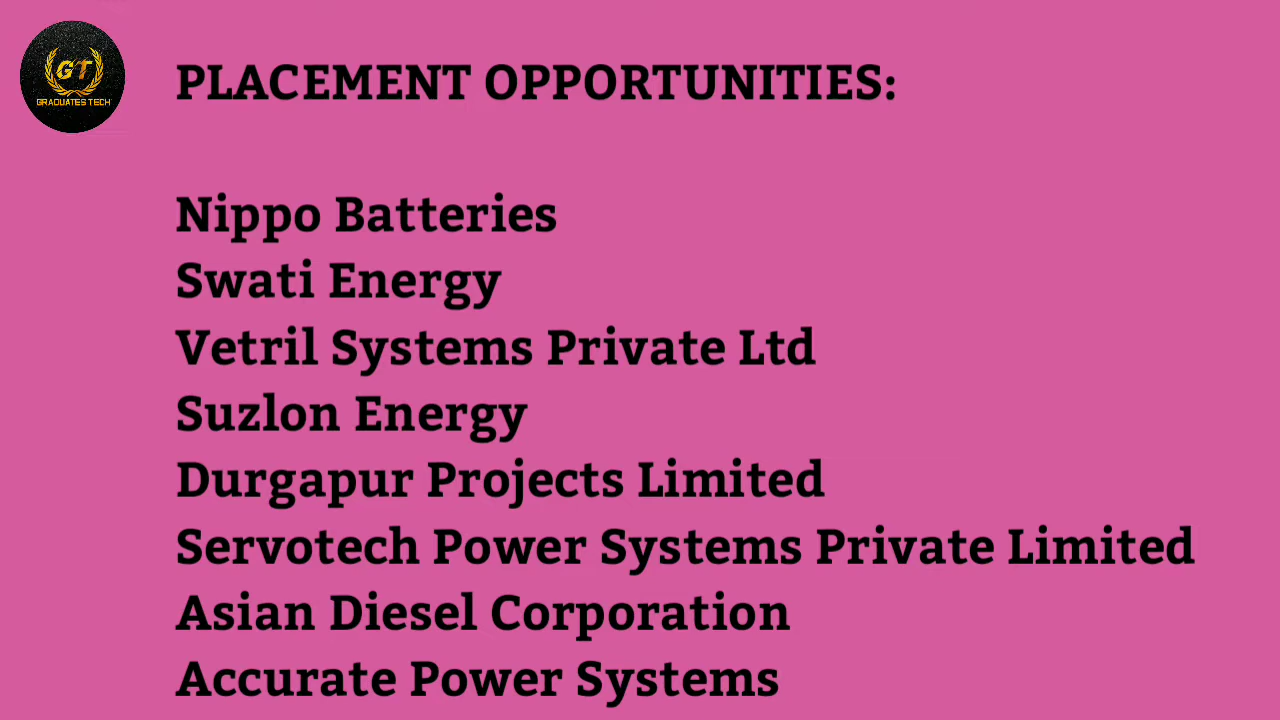 GT
GRADUATES TECH
PLACEMENT OPPORTUNITIES:
Nippo Batteries
Swati Energy
Vetril Systems Private Ltd
Suzlon Energy
Durgapur Projects Limited
Servotech Power Systems Private Limited
Asian Diesel Corporation
Accurate Power Systems